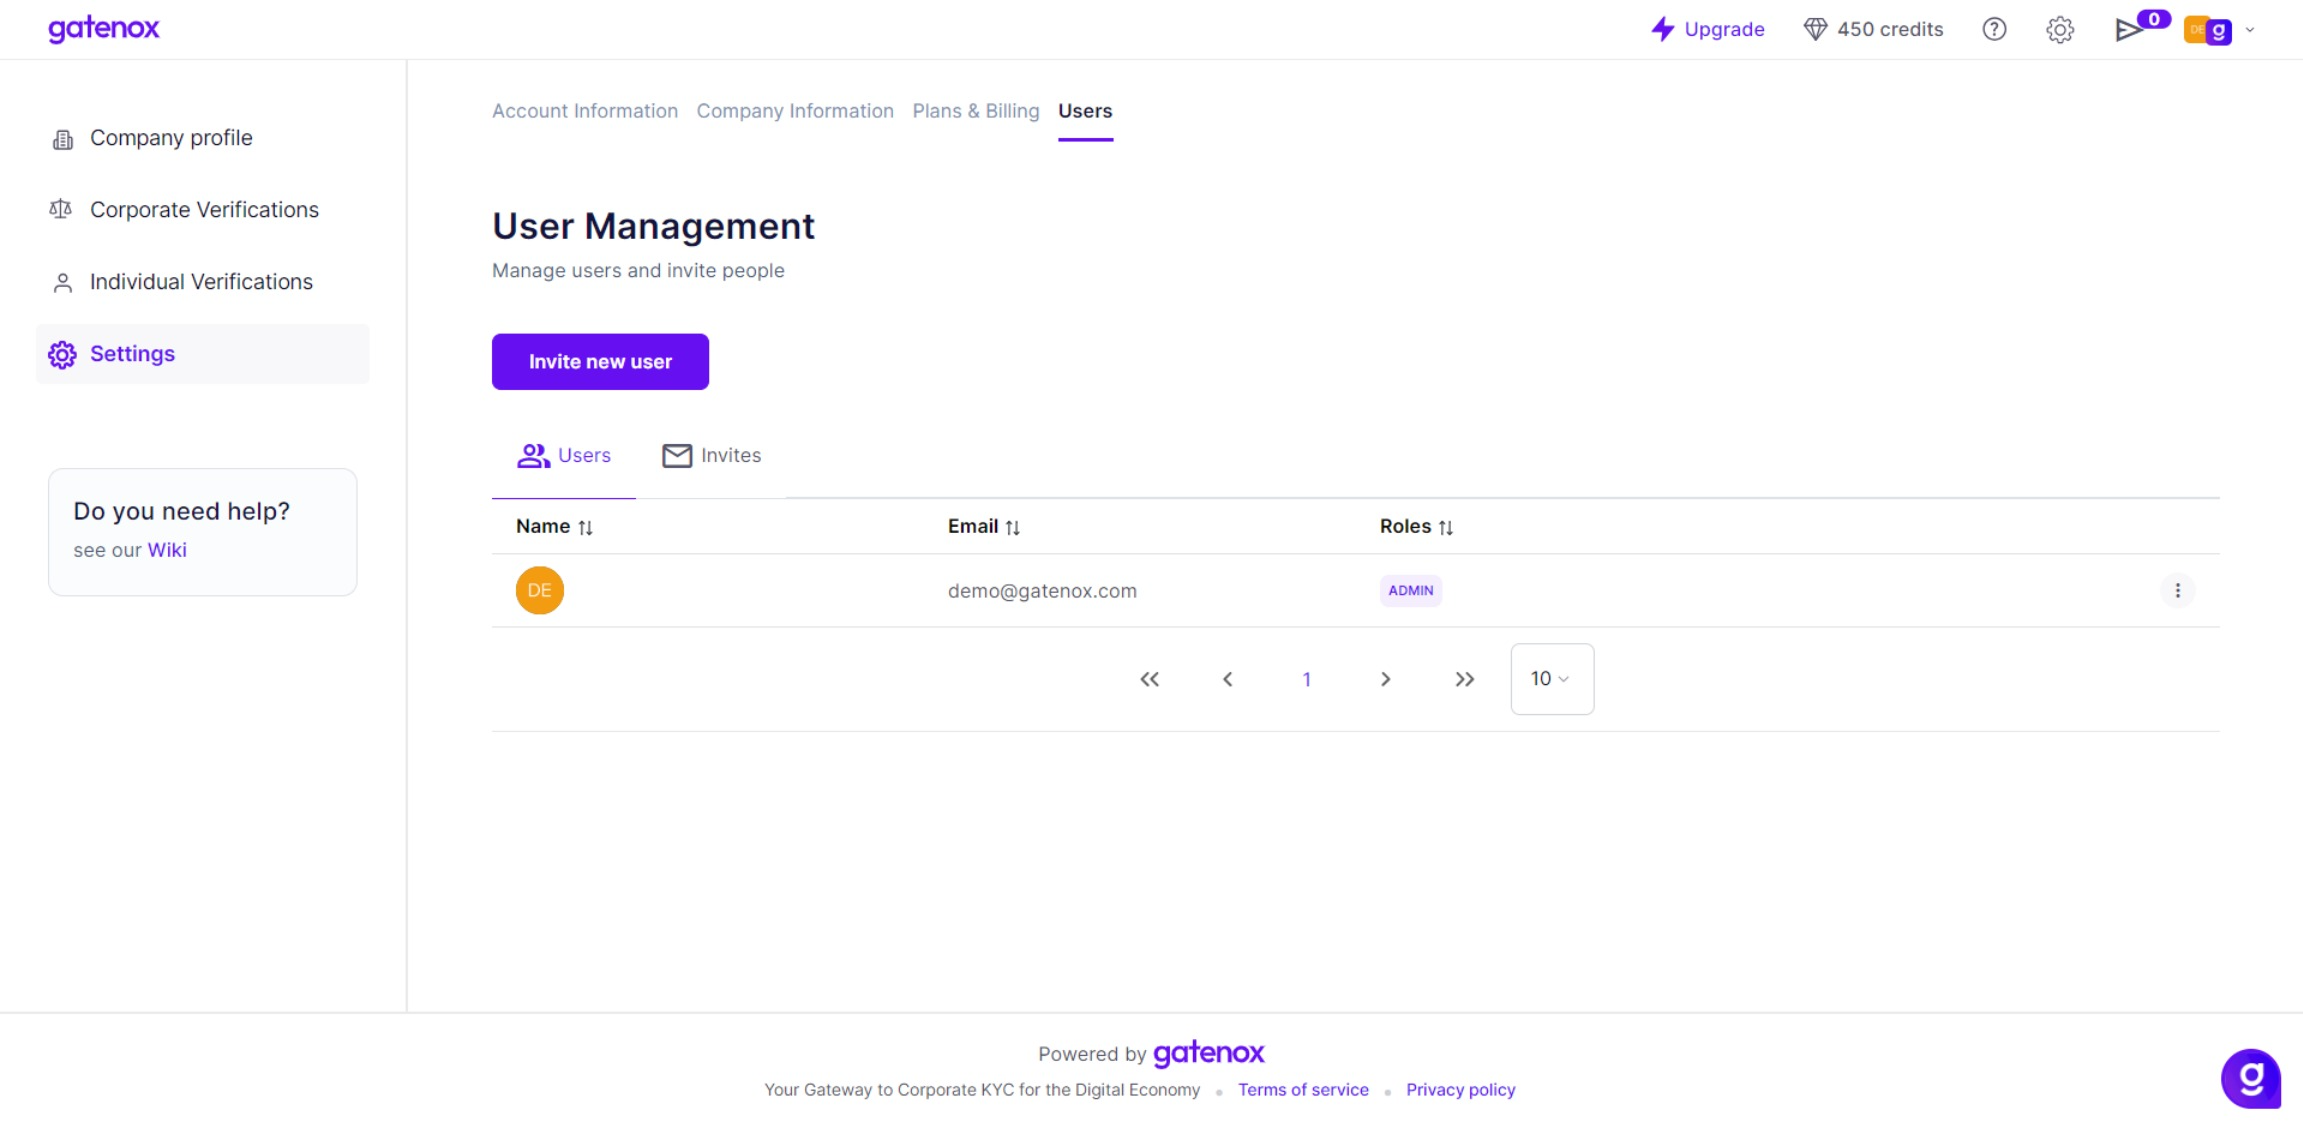 gatenox
Upgrade
450 credits
0
DE g
Company profile
Corporate Verifications
Individual Verifications
Settings
Do you need help?
see our Wiki
Account Information Company Information Plans & Billing Users
User Management
Manage users and invite people
Invite new user
Users Invites
Name Email Roles
DE demo@gatenox.com ADMIN
1 10
Powered by gatenox
Your Gateway to Corporate KYC for the Digital Economy • Terms of service • Privacy policy
g